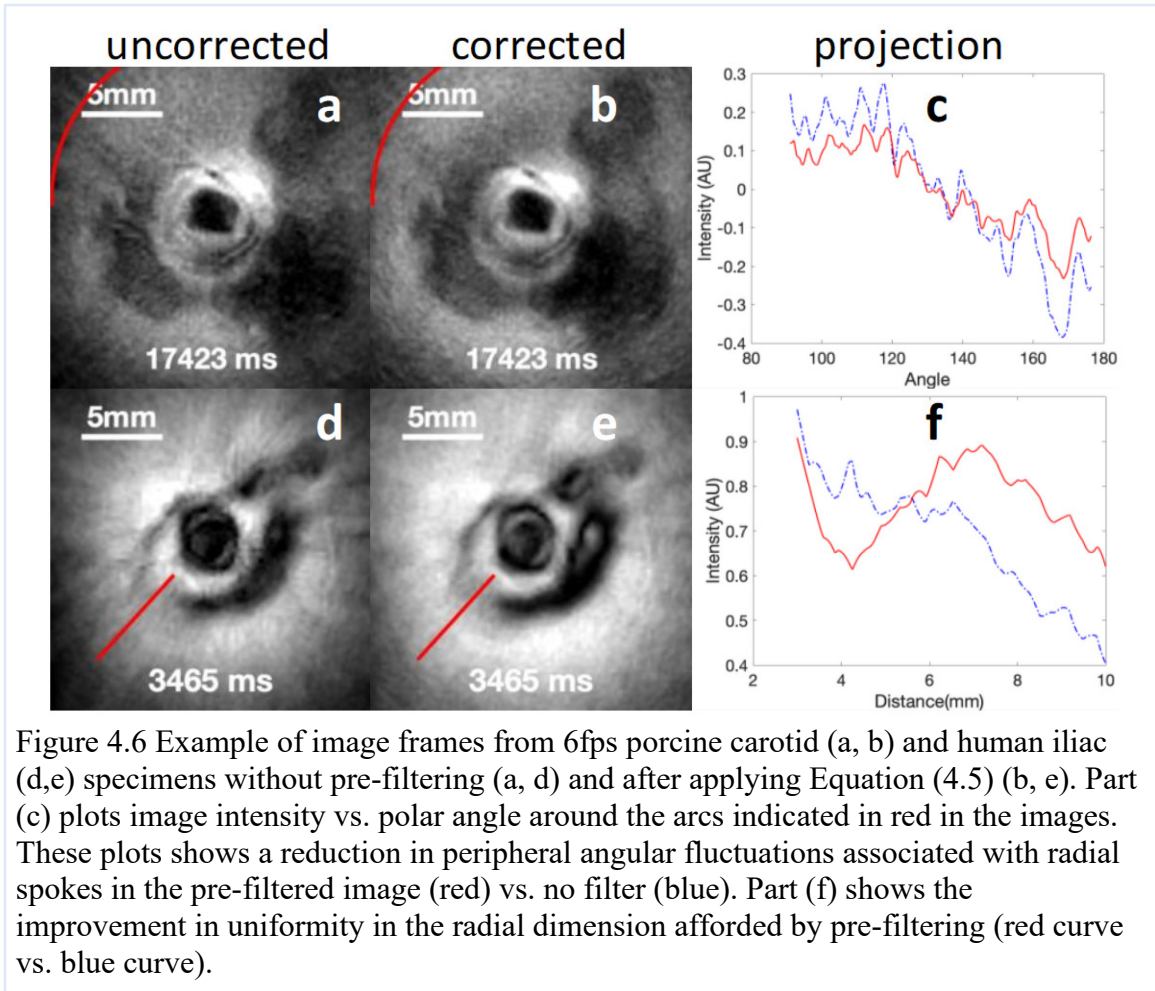 uncorrected
corrected
projection
5mm
a
17423 ms
5mm
b
17423 ms
c
0.3
0.2
0.1
0
-0.1
-0.2
-0.3
-0.4
Intensity (AU)
80
100
120
140
160
180
Angle
5mm
d
3465 ms
5mm
e
3465 ms
f
1
0.9
0.8
0.7
0.6
0.5
0.4
Intensity (AU)
2
4
6
8
10
Distance(mm)
Figure 4.6 Example of image frames from 6fps porcine carotid (a, b) and human iliac
(d,e) specimens without pre-filtering (a, d) and after applying Equation (4.5) (b, e). Part
(c) plots image intensity vs. polar angle around the arcs indicated in red in the images.
These plots shows a reduction in peripheral angular fluctuations associated with radial
spokes in the pre-filtered image (red) vs. no filter (blue). Part (f) shows the
improvement in uniformity in the radial dimension afforded by pre-filtering (red curve
vs. blue curve).